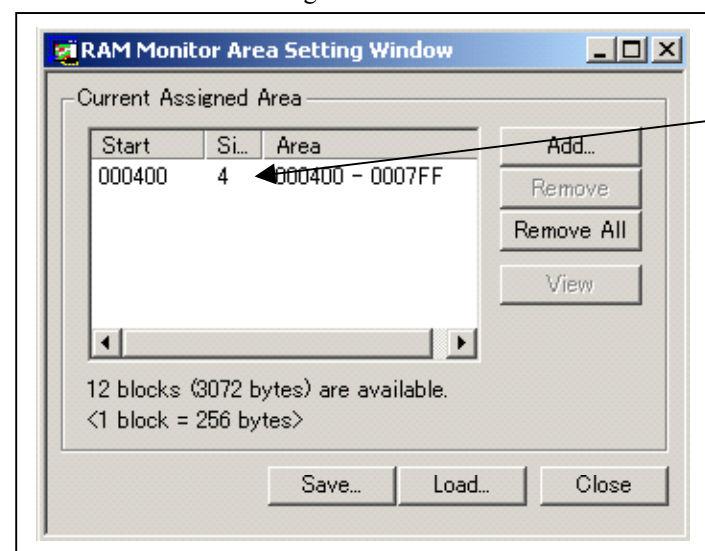 RAM Monitor Area Setting Window
Current Assigned Area
Start Si... Area
000400 4 000400 - 0007FF
Add...
Remove
Remove All
View
12 blocks (3072 bytes) are available.
<1 block = 256 bytes>
Save... Load... Close